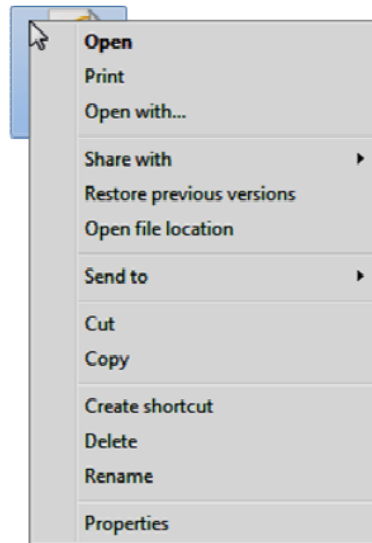 Open
Print
Open with...
Share with
Restore previous versions
Open file location
Send to
Cut
Copy
Create shortcut
Delete
Rename
Properties